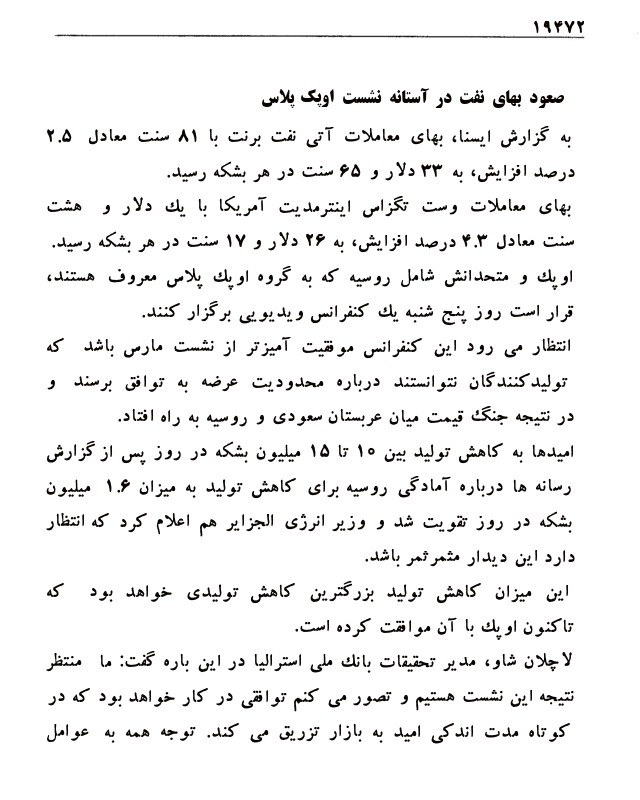 ۱۹۴۷۲
صعود بهای نفت در آستانه نشست اوپک پلاس
به گزارش ایسنا، بهای معاملات آتی نفت برنت با ۸۱ سنت معادل ۲.۵
درصد افزایش، به ۳۳ دلار و ۶۵ سنت در هر بشکه رسید.
بهای معاملات وست تگزاس اینترمدیت آمریکا با یك دلار و هشت
سنت معادل ۴.۳ درصد افزایش، به ۲۶ دلار و ۱۷ سنت در هر بشکه رسید.
اوپك و متحدانش شامل روسیه که به گروه اوپك پلاس معروف هستند،
قرار است روز پنج شنبه یك کنفرانس ویدیویی برگزار کنند.
انتظار می رود این کنفرانس موفقیت آمیزتر از نشست مارس باشد که
تولیدکنندگان نتوانستند درباره محدودیت عرضه به توافق برسند و
در نتیجه جنگ قیمت میان عربستان سعودی و روسیه به راه افتاد.
امیدها به کاهش تولید بین ۱۰ تا ۱۵ میلیون بشکه در روز پس از گزارش
رسانه ها درباره آمادگی روسیه برای کاهش تولید به میزان ۱.۶ میلیون
بشکه در روز تقویت شد و وزیر انرژی الجزایر هم اعلام کرد که انتظار
دارد این دیدار مثمرثمر باشد.
این میزان کاهش تولید بزرگترین کاهش تولیدی خواهد بود که
تاکنون اوپك با آن موافقت کرده است.
لاچلان شاو، مدیر تحقیقات بانك ملی استرالیا در این باره گفت: ما منتظر
نتیجه این نشست هستیم و تصور می کنم توافقی در کار خواهد بود که در
کوتاه مدت اندکی امید به بازار تزریق می کند. توجه همه به عوامل